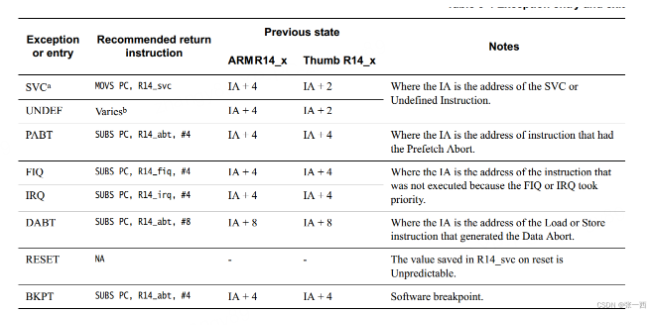 Exception or entry
Recommended return instruction
Previous state
ARM R14_x
Thumb R14_x
Notes
SVCa MOVS PC, R14_svc IA + 4 IA + 2 Where the IA is the address of the SVC or
Undefined Instruction.
UNDEF Variesb IA + 4 IA + 2
PABT SUBS PC, R14_abt, #4 IA + 4 IA + 4 Where the IA is the address of instruction that had
the Prefetch Abort.
FIQ SUBS PC, R14_fiq, #4 IA + 4 IA + 4 Where the IA is the address of the instruction that
was not executed because the FIQ or IRQ took
priority.
IRQ SUBS PC, R14_irq, #4 IA + 4 IA + 4
DABT SUBS PC, R14_abt, #8 IA + 8 IA + 8 Where the IA is the address of the Load or Store
instruction that generated the Data Abort.
RESET NA - - The value saved in R14_svc on reset is
Unpredictable.
BKPT SUBS PC, R14_abt, #4 IA + 4 IA + 4 Software breakpoint.
CSDN @张一西